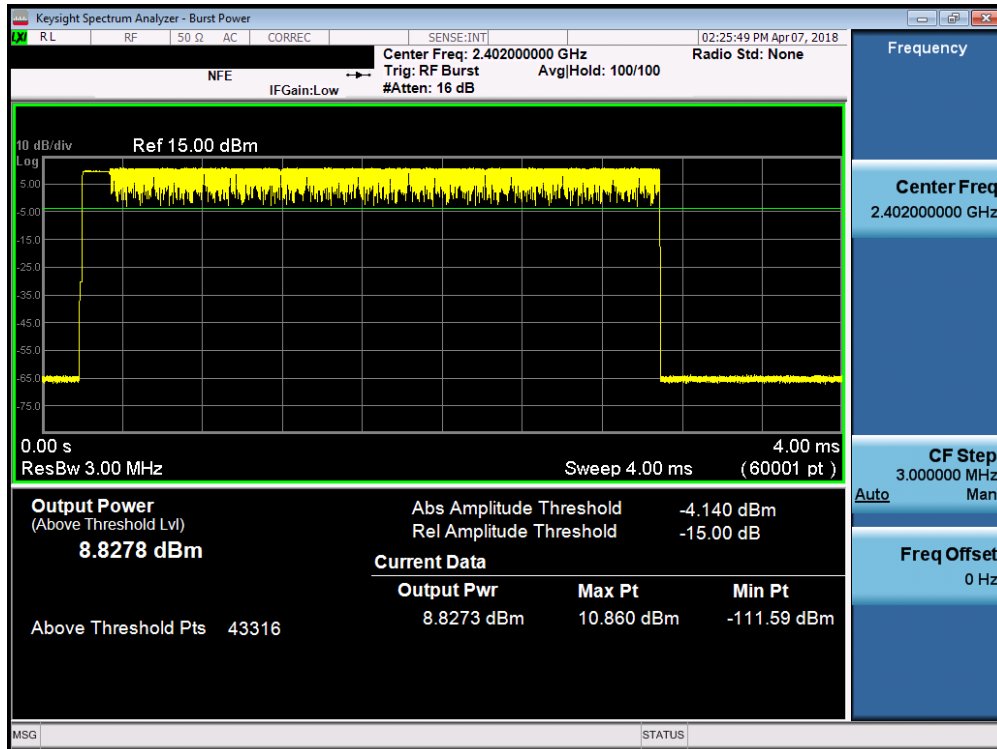 Keysight Spectrum Analyzer - Burst Power
LXI RL RF 50 Ω AC CORREC SENSE:INT 02:25:49 PM Apr 07, 2018
Center Freq: 2.402000000 GHz Radio Std: None
NFE Trig: RF Burst Avg|Hold: 100/100
IFGain:Low #Atten: 16 dB
10 dB/div Ref 15.00 dBm
Log
5.00
-5.00
-15.0
-25.0
-35.0
-45.0
-55.0
-65.0
-75.0
0.00 s 4.00 ms
ResBw 3.00 MHz Sweep 4.00 ms (60001 pt)
Output Power
(Above Threshold Lvl)
8.8278 dBm
Above Threshold Pts 43316
Abs Amplitude Threshold -4.140 dBm
Rel Amplitude Threshold -15.00 dB
Current Data
Output Pwr Max Pt Min Pt
8.8273 dBm 10.860 dBm -111.59 dBm
MSG STATUS
Frequency
Center Freq
2.402000000 GHz
CF Step
3.000000 MHz
Auto Man
Freq Offset
0 Hz